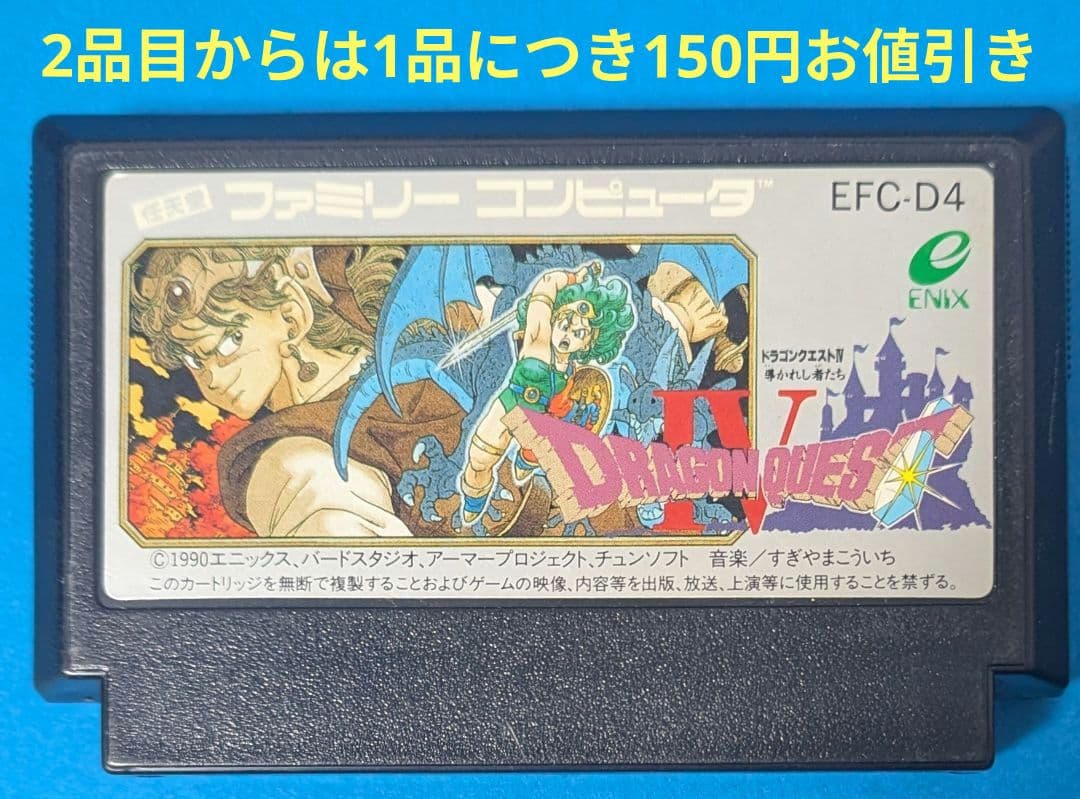 2品目からは1品につき150円お値引き
任天堂 ファミリー コンピュータ™ EFC-D4
e
ENIX
ドラゴンクエストIV
導かれし者たち
IV
DRAGON QUEST
©1990エニックス、バードスタジオ、アーマープロジェクト、チュンソフト 音楽/すぎやまこういち
このカートリッジを無断で複製することおよびゲームの映像、内容等を出版、放送、上演等に使用することを禁ずる。